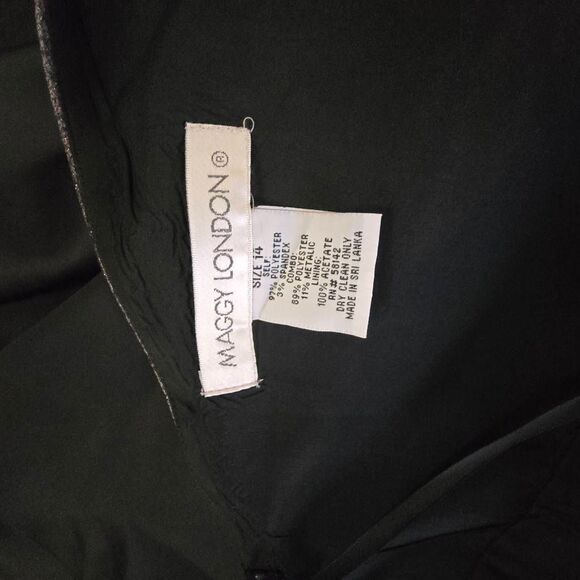 MAGGY LONDON ®
SIZE 14
SELF:
97% POLYESTER
3% SPANDEX
COMBO:
89% POLYESTER
11% METALIC
LINING:
100% ACETATE
RN# 58142
DRY CLEAN ONLY
MADE IN SRI LANKA